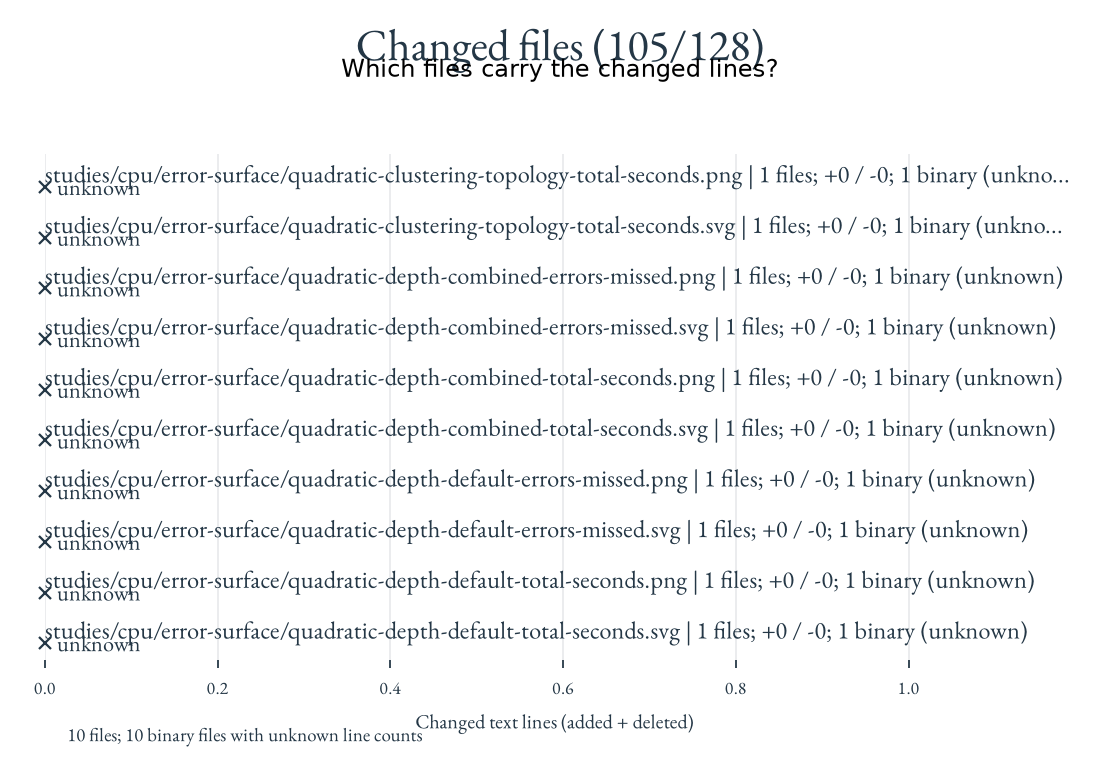 Changed files (105/128)
Which files carry the changed lines?
studies/cpu/error-surface/quadratic-clustering-topology-total-seconds.png | 1 files; +0 / -0; 1 binary (unkno...
unknown
studies/cpu/error-surface/quadratic-clustering-topology-total-seconds.svg | 1 files; +0 / -0; 1 binary (unkno...
unknown
studies/cpu/error-surface/quadratic-depth-combined-errors-missed.png | 1 files; +0 / -0; 1 binary (unknown)
unknown
studies/cpu/error-surface/quadratic-depth-combined-errors-missed.svg | 1 files; +0 / -0; 1 binary (unknown)
unknown
studies/cpu/error-surface/quadratic-depth-combined-total-seconds.png | 1 files; +0 / -0; 1 binary (unknown)
unknown
studies/cpu/error-surface/quadratic-depth-combined-total-seconds.svg | 1 files; +0 / -0; 1 binary (unknown)
unknown
studies/cpu/error-surface/quadratic-depth-default-errors-missed.png | 1 files; +0 / -0; 1 binary (unknown)
unknown
studies/cpu/error-surface/quadratic-depth-default-errors-missed.svg | 1 files; +0 / -0; 1 binary (unknown)
unknown
studies/cpu/error-surface/quadratic-depth-default-total-seconds.png | 1 files; +0 / -0; 1 binary (unknown)
unknown
studies/cpu/error-surface/quadratic-depth-default-total-seconds.svg | 1 files; +0 / -0; 1 binary (unknown)
unknown
0.0 0.2 0.4 0.6 0.8 1.0
Changed text lines (added + deleted)
10 files; 10 binary files with unknown line counts